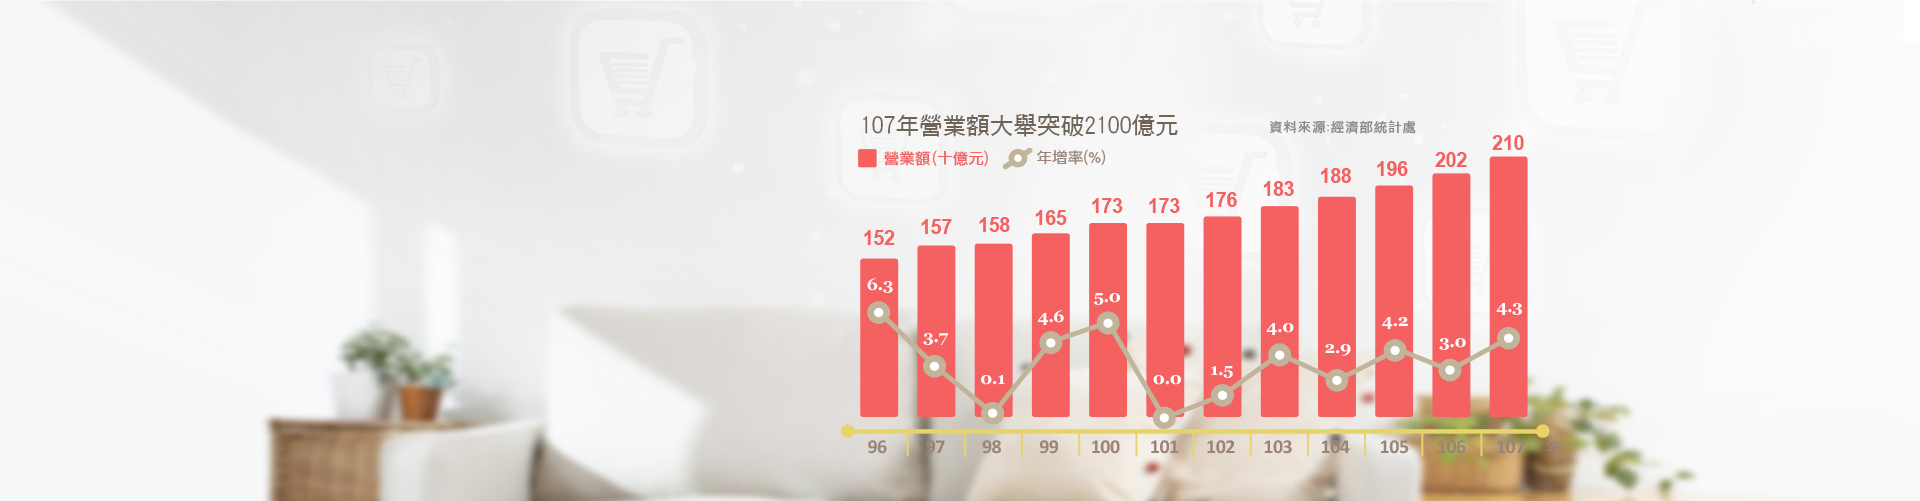 107年營業額大舉突破2100億元
資料來源:經濟部統計處
營業額(十億元) 年增率(%)
152 157 158 165 173 173 176 183 188 196 202 210
6.3 3.7 0.1 4.6 5.0 0.0 1.5 4.0 2.9 4.2 3.0 4.3
96 97 98 99 100 101 102 103 104 105 106 107 年